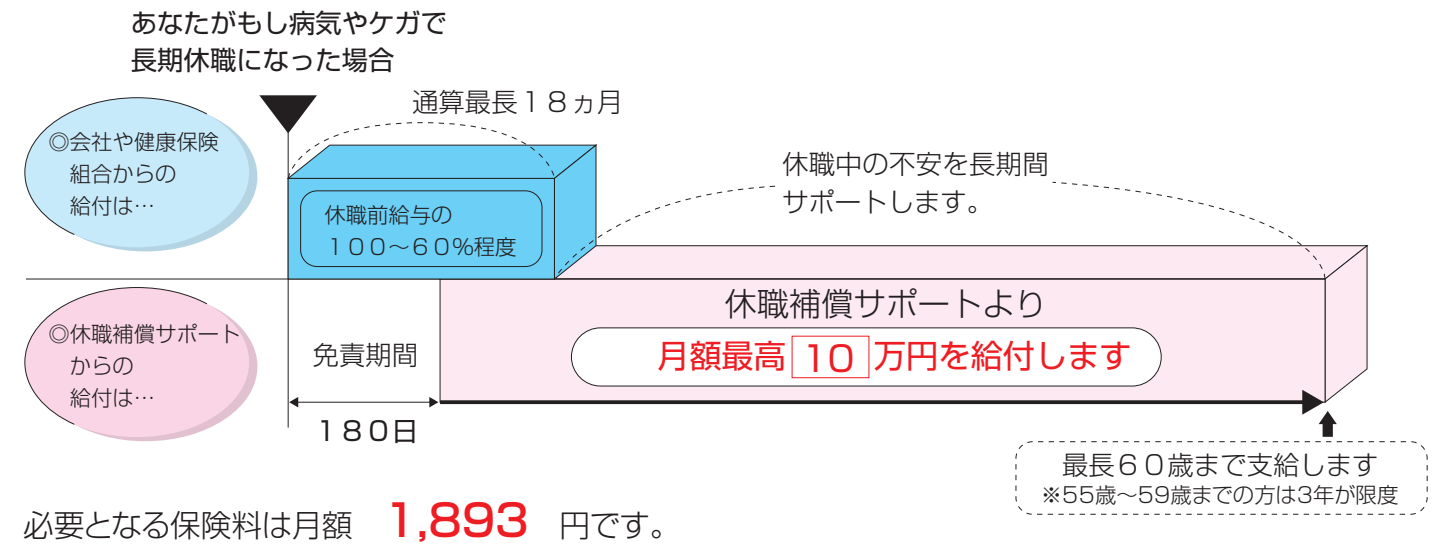 あなたがもし病気やケガで
長期休職になった場合
通算最長１８ヵ月
◎会社や健康保険
組合からの
給付は…
休職前給与の
１００～６０%程度
休職中の不安を長期間
サポートします。
◎休職補償サポート
からの
給付は…
免責期間
１８０日
休職補償サポートより
月額最高 10 万円を給付します
最長６０歳まで支給します
※55歳～59歳までの方は3年が限度
必要となる保険料は月額 1,893 円です。